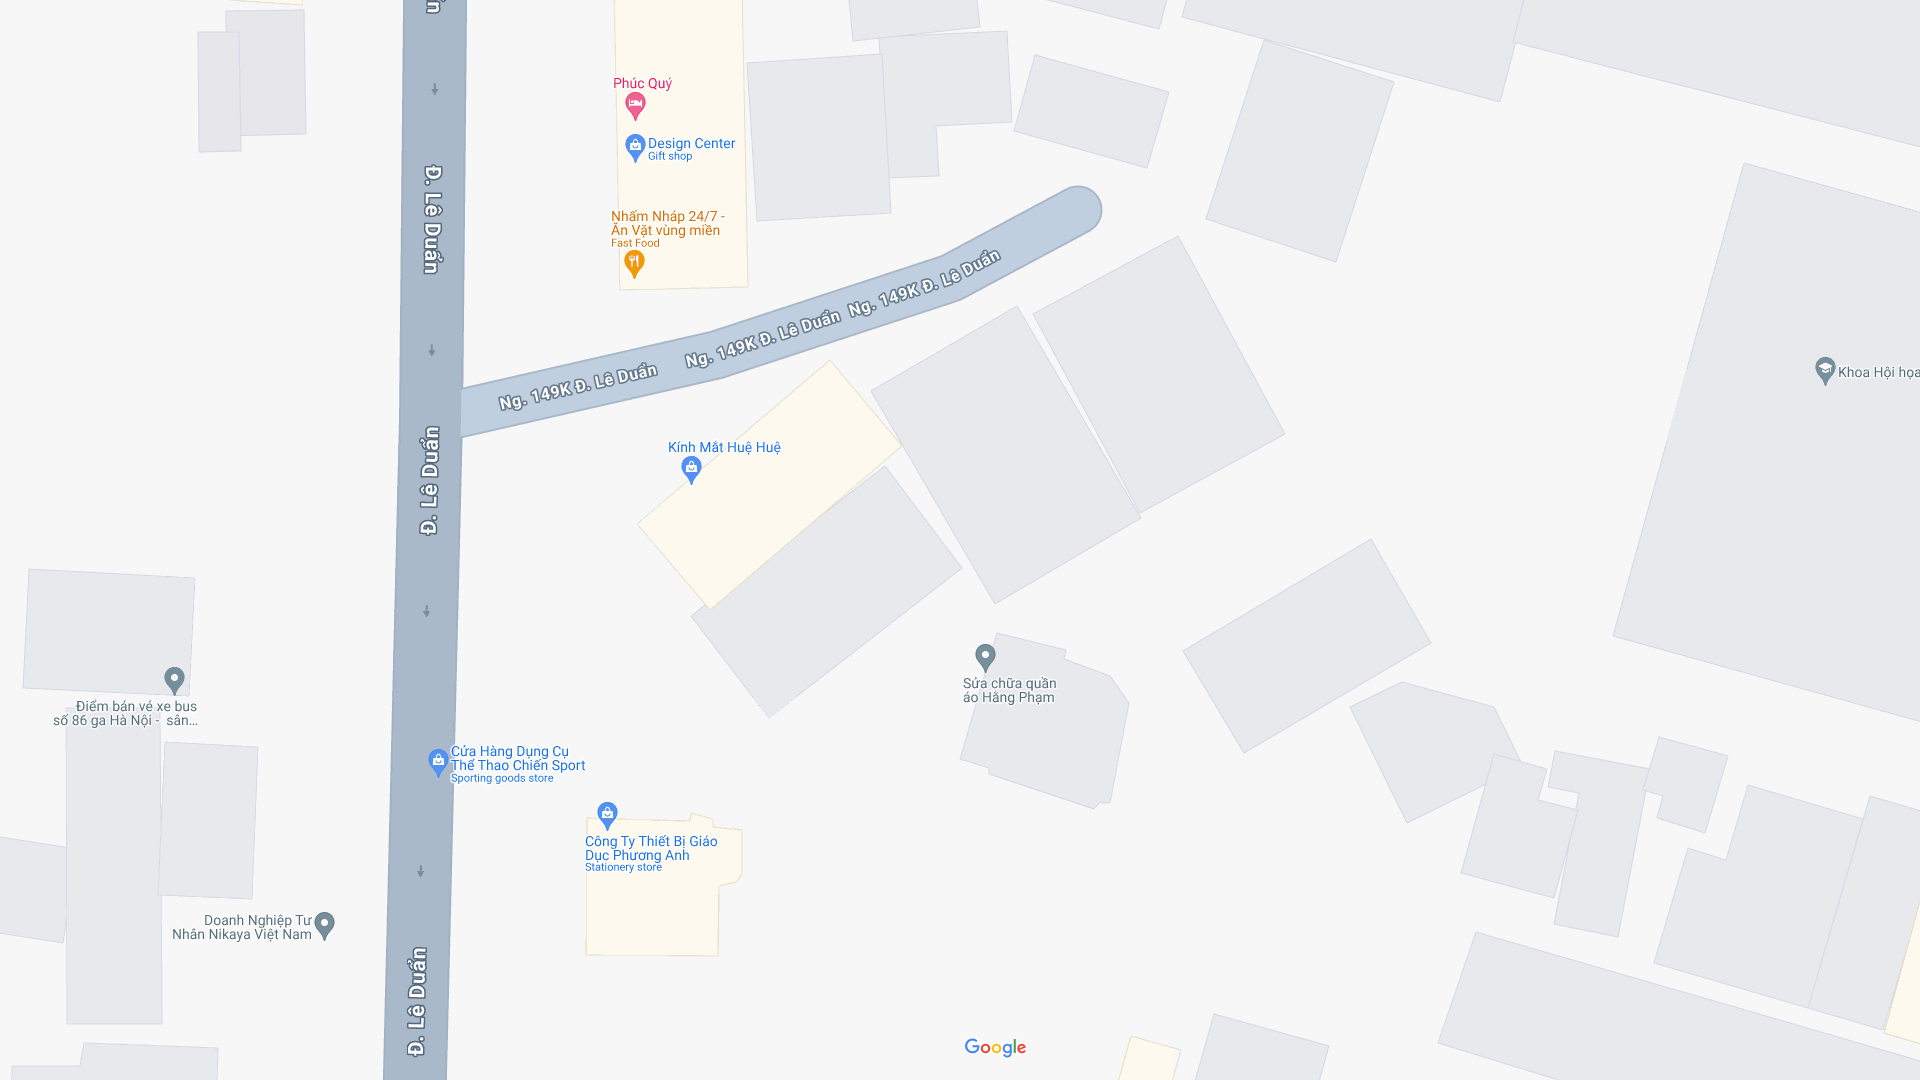 Phúc Quý
Design Center
Gift shop
Đ. Lê Duẩn
Nhấm Nháp 24/7 -
Ăn Vặt vùng miền
Fast Food
Ng. 149K Đ. Lê Duẩn
Ng. 149K Đ. Lê Duẩn
Ng. 149K Đ. Lê Duẩn
Khoa Hội họa
Kính Mắt Huệ Huệ
Đ. Lê Duẩn
Sửa chữa quần
áo Hằng Phạm
Điểm bán vé xe bus
số 86 ga Hà Nội - sân...
Cửa Hàng Dụng Cụ
Thể Thao Chiến Sport
Sporting goods store
Công Ty Thiết Bị Giáo
Dục Phương Anh
Stationery store
Doanh Nghiệp Tư
Nhân Nikaya Việt Nam
Đ. Lê Duẩn
Google